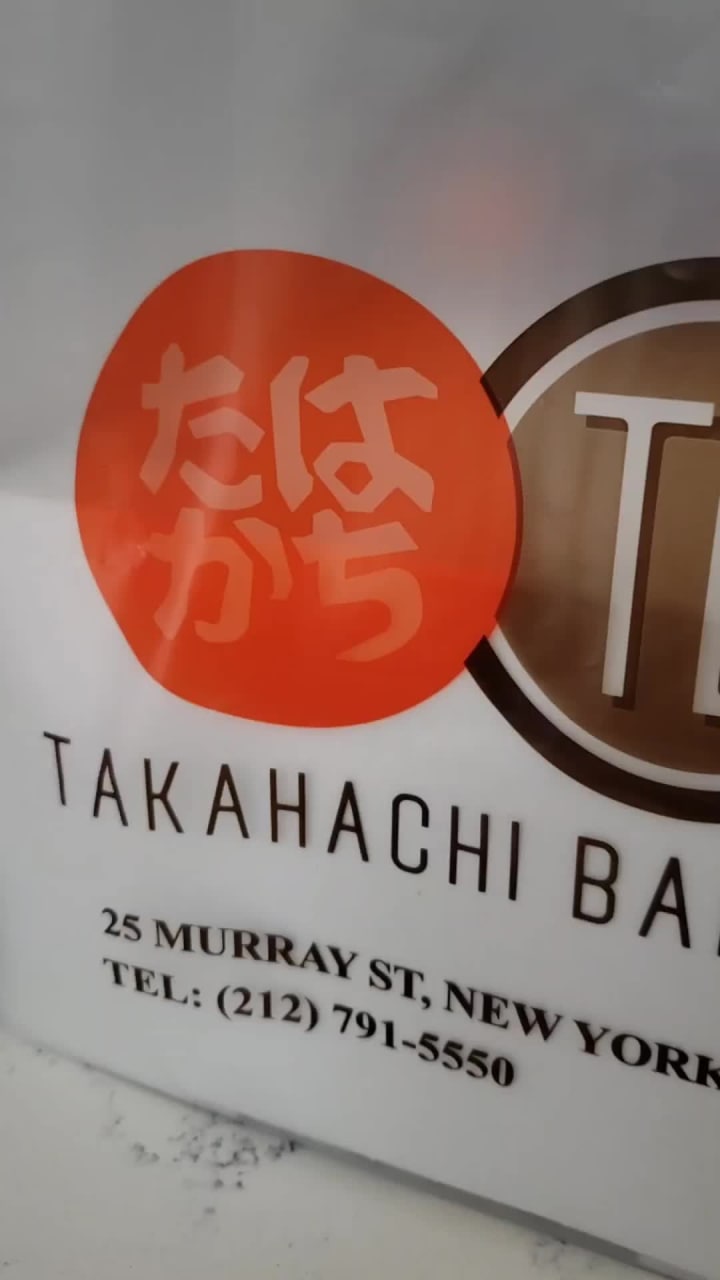 たか
はち
T
TAKAHACHI BA
25 MURRAY ST, NEW YORK
TEL: (212) 791-5550